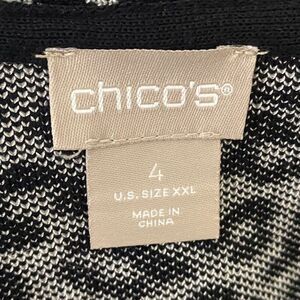 chico's®
4
U.S. SIZE XXL
MADE IN
CHINA